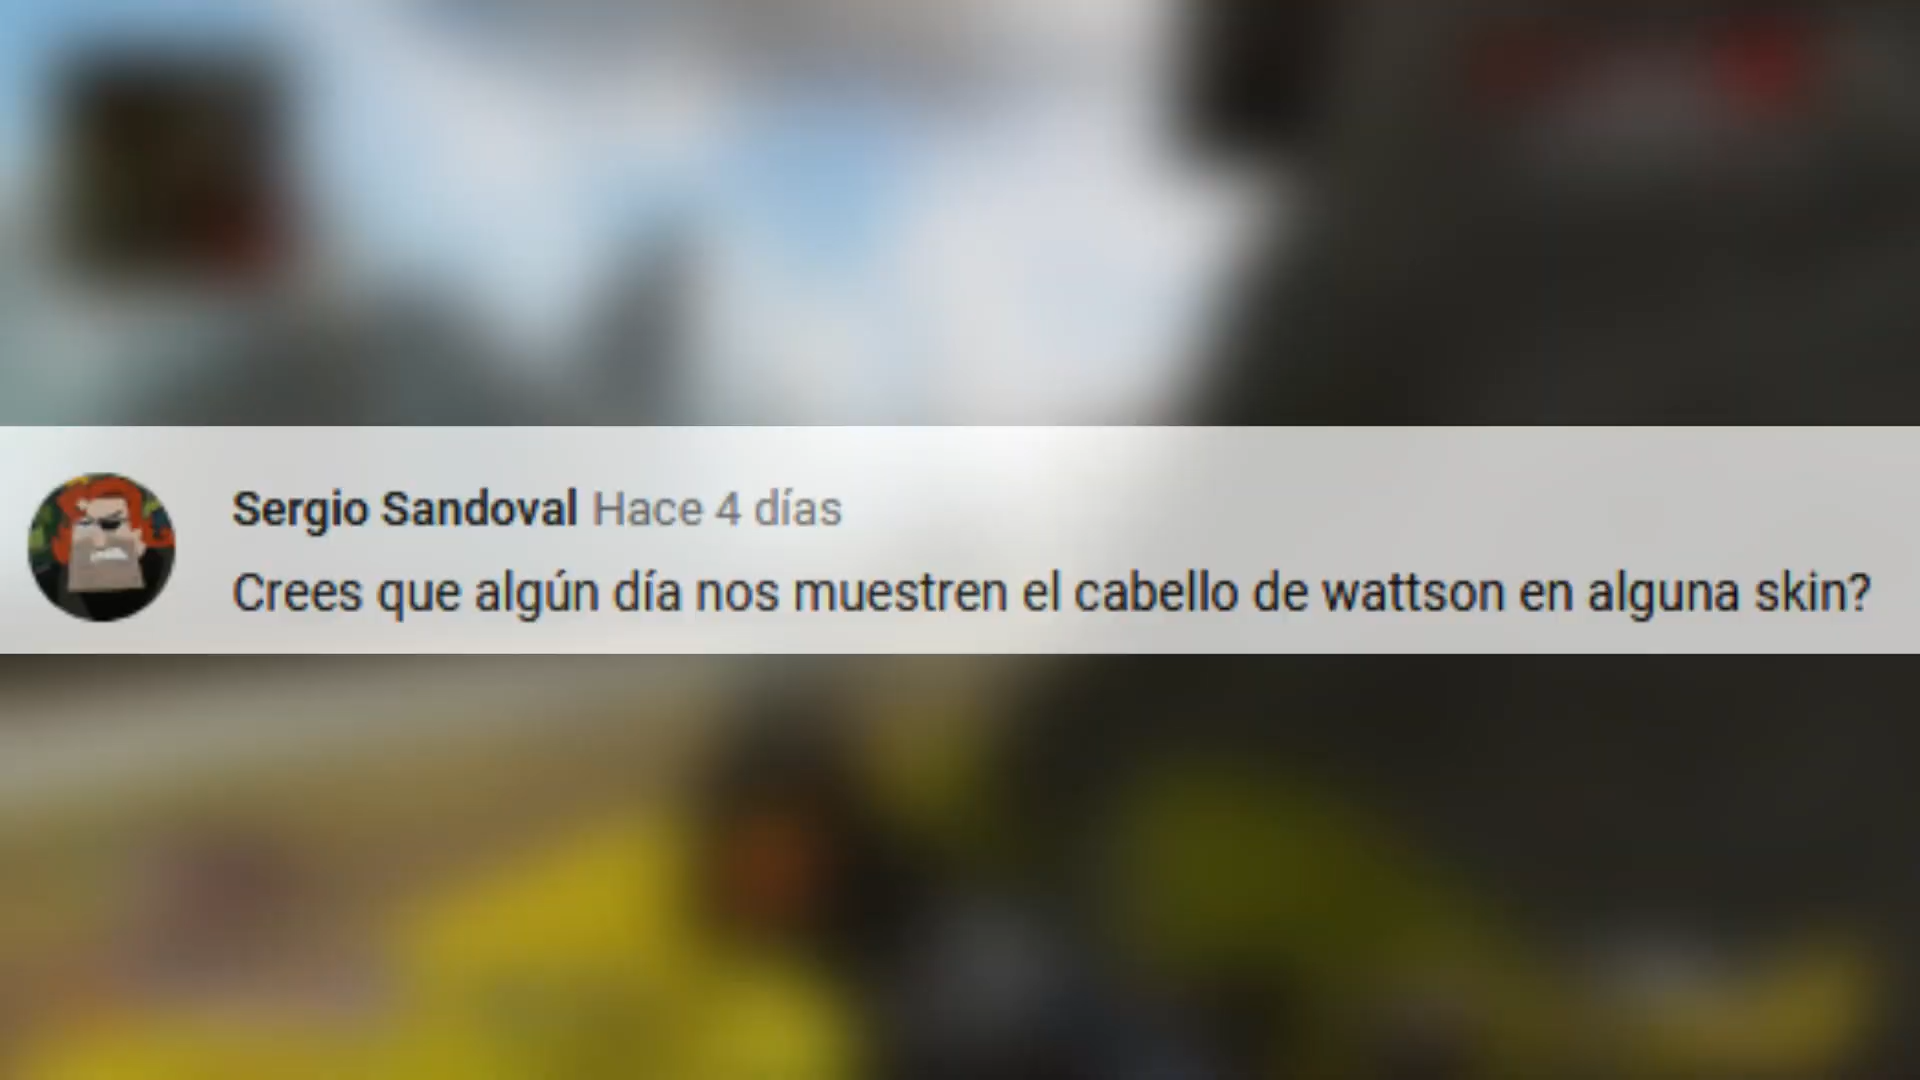 Sergio Sandoval Hace 4 días
Crees que algún día nos muestren el cabello de wattson en alguna skin?